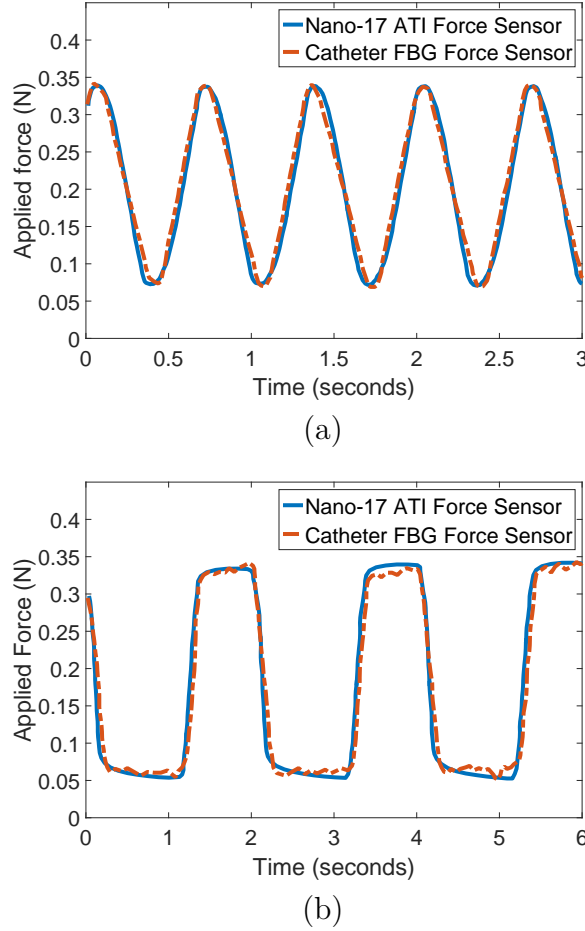 Nano-17 ATI Force Sensor
Catheter FBG Force Sensor
Applied force (N)
0.4
0.35
0.3
0.25
0.2
0.15
0.1
0.05
0
0 0.5 1 1.5 2 2.5 3
Time (seconds)
(a)
Nano-17 ATI Force Sensor
Catheter FBG Force Sensor
Applied Force (N)
0.4
0.35
0.3
0.25
0.2
0.15
0.1
0.05
0
0 1 2 3 4 5 6
Time (seconds)
(b)